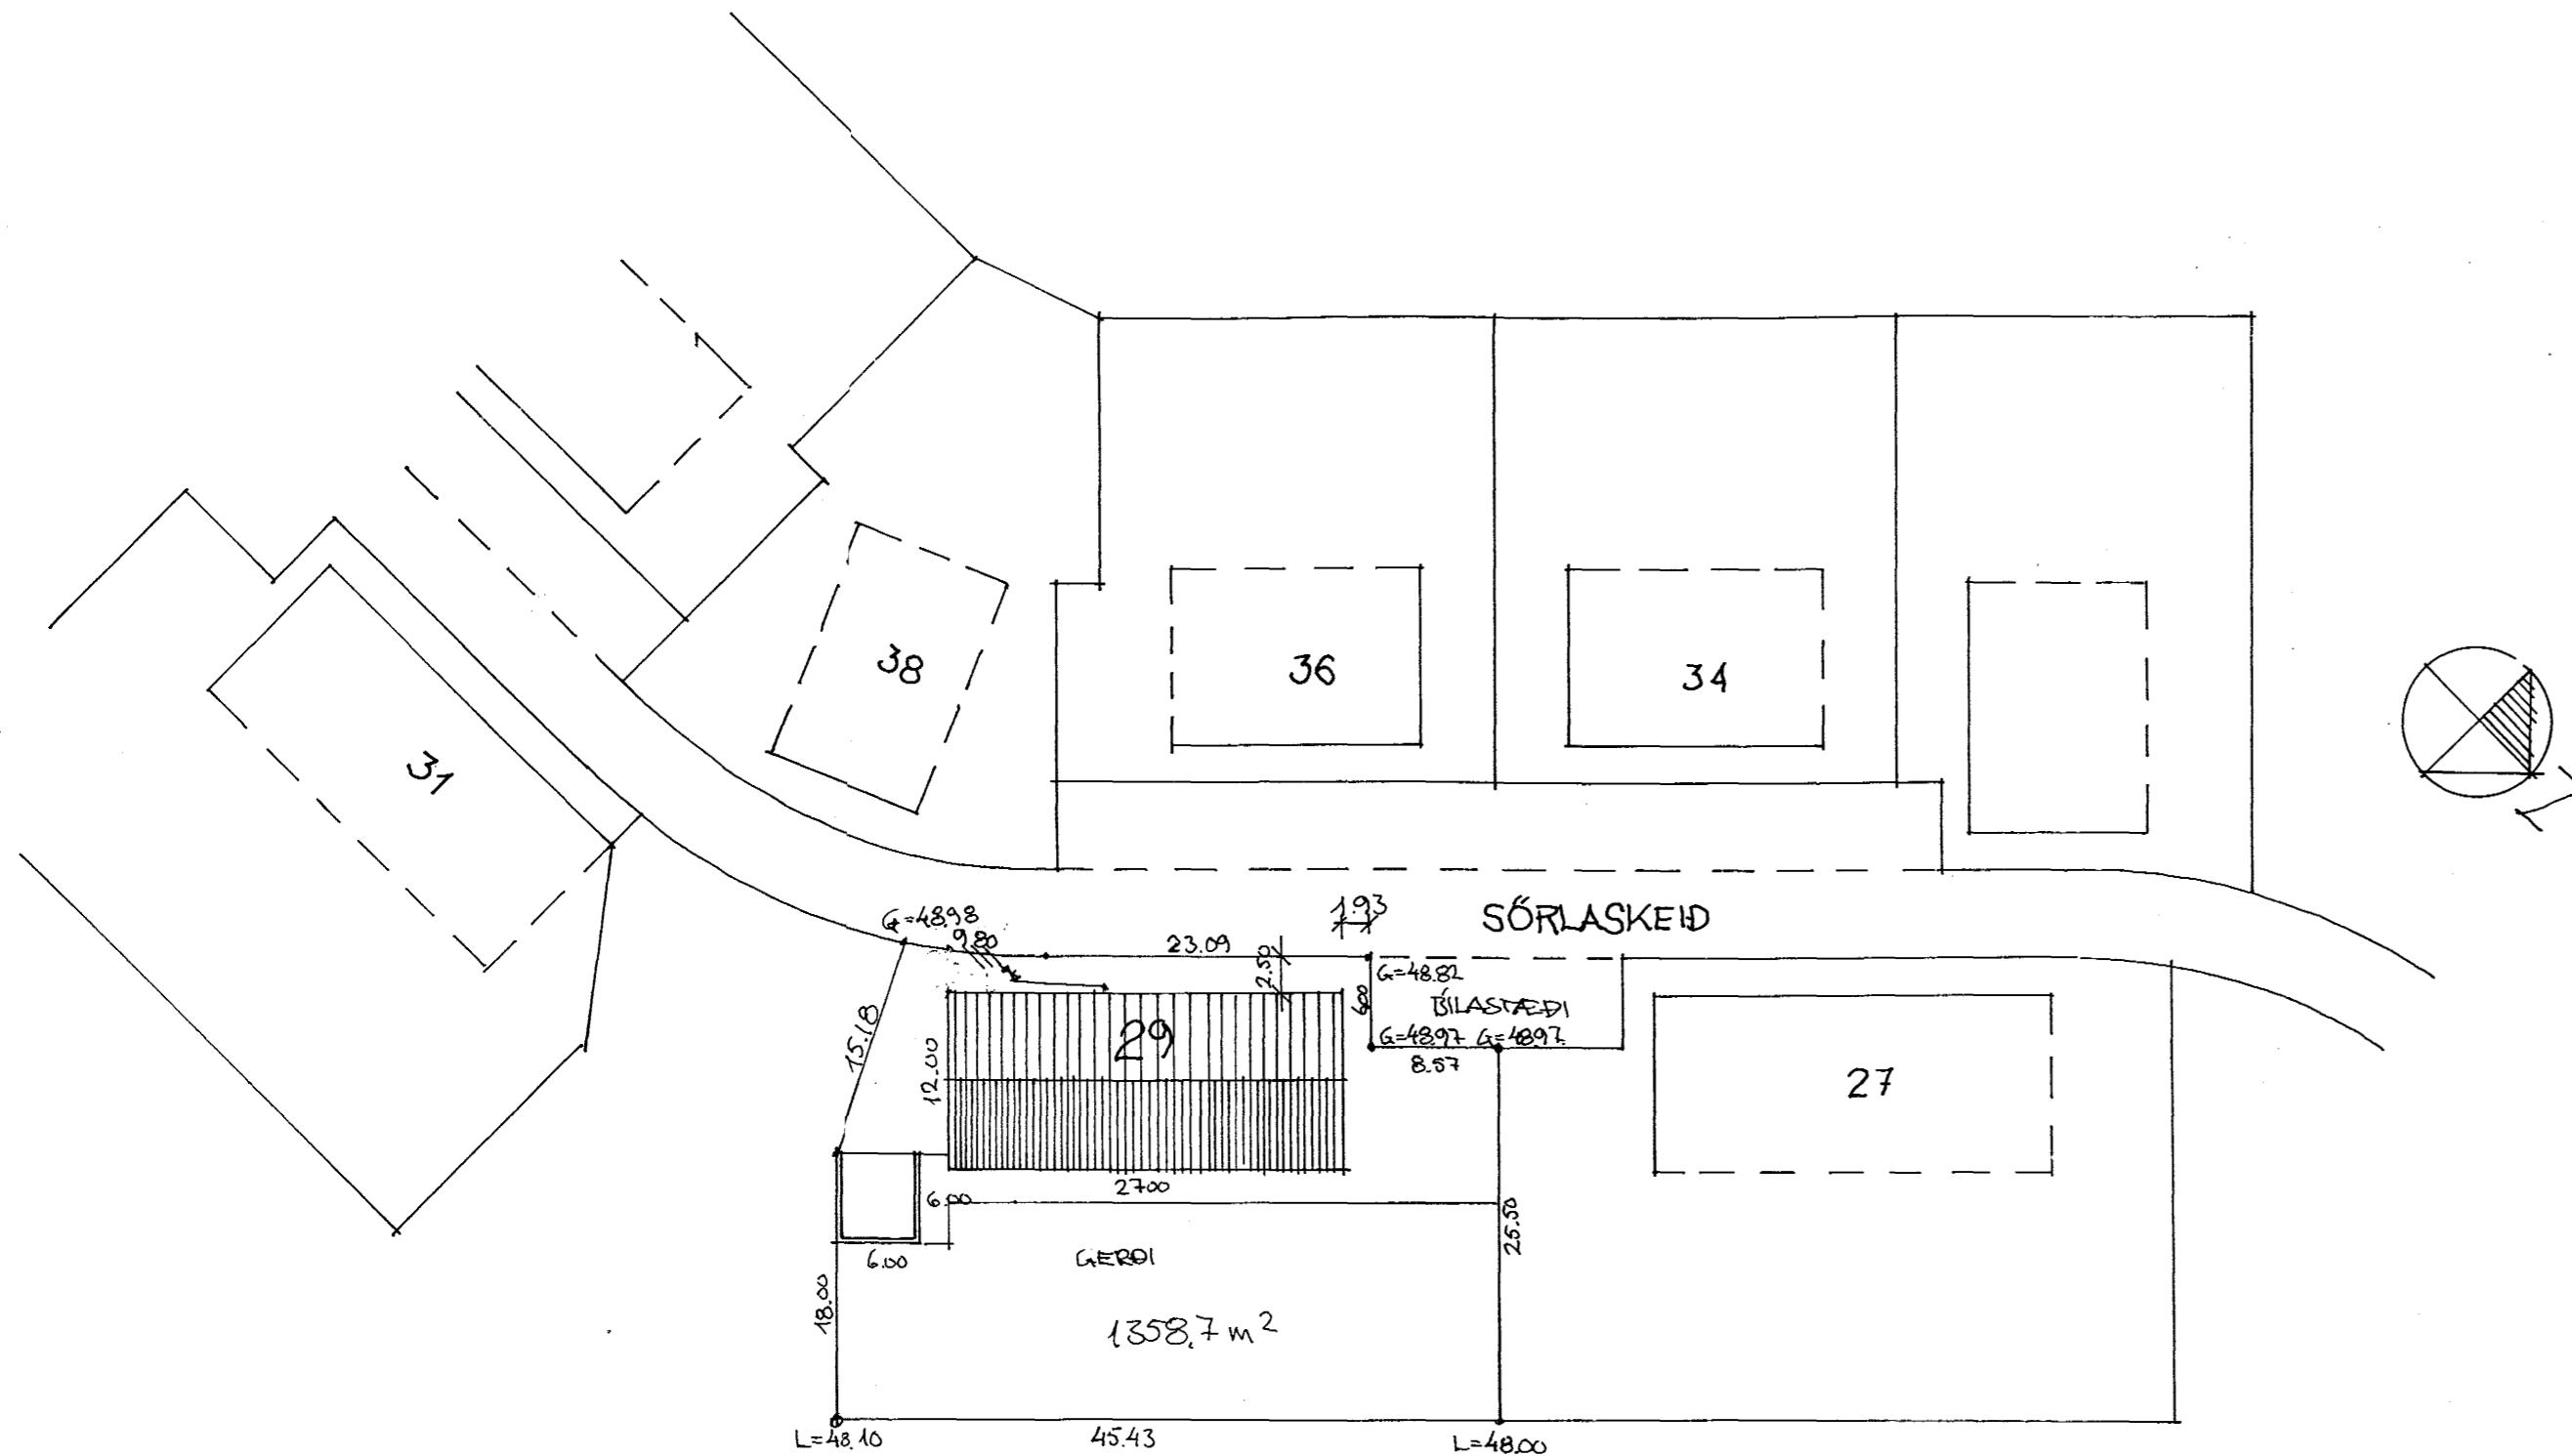 38
36
34
31
G=48.98
9.80
23.09
2.50
1.93
SÖRLASKEIÐ
G=48.82
6.00
BÍLASTÆÐI
G=48.97 G=48.97
8.57
15.18
12.00
29
27
27.00
6.00
6.00
25.50
GERÐI
18.00
1358,7 m²
L=48.10
45.43
L=48.00
N